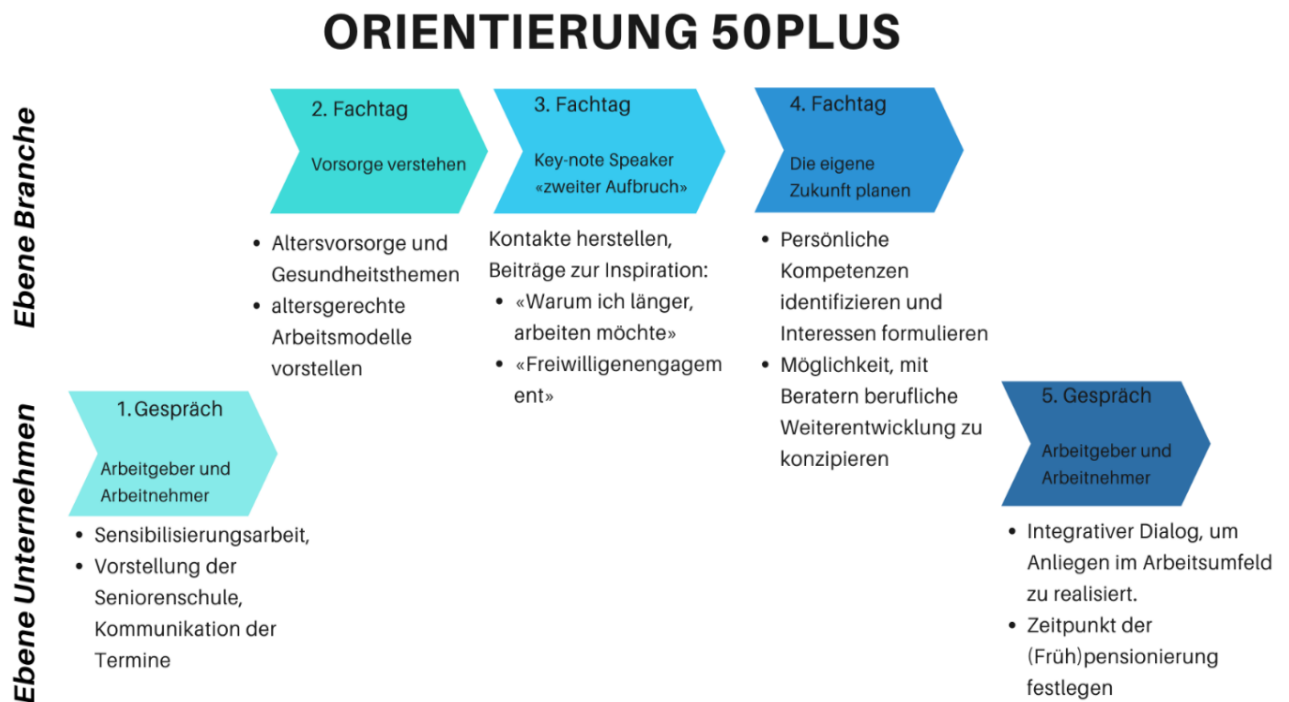 ORIENTIERUNG 50PLUS
Ebene Branche
2. Fachtag
Vorsorge verstehen
• Altersvorsorge und
Gesundheitsthemen
• altersgerechte
Arbeitsmodelle
vorstellen
3. Fachtag
Key-note Speaker
«zweiter Aufbruch»
Kontakte herstellen,
Beiträge zur Inspiration:
• «Warum ich länger,
arbeiten möchte»
• «Freiwilligenengagem
ent»
4. Fachtag
Die eigene
Zukunft planen
• Persönliche
Kompetenzen
identifizieren und
Interessen formulieren
• Möglichkeit, mit
Beratern berufliche
Weiterentwicklung zu
konzipieren
Ebene Unternehmen
1. Gespräch
Arbeitgeber und
Arbeitnehmer
• Sensibilisierungsarbeit,
• Vorstellung der
Seniorenschule,
Kommunikation der
Termine
5. Gespräch
Arbeitgeber und
Arbeitnehmer
• Integrativer Dialog, um
Anliegen im Arbeitsumfeld
zu realisiert.
• Zeitpunkt der
(Früh)pensionierung
festlegen